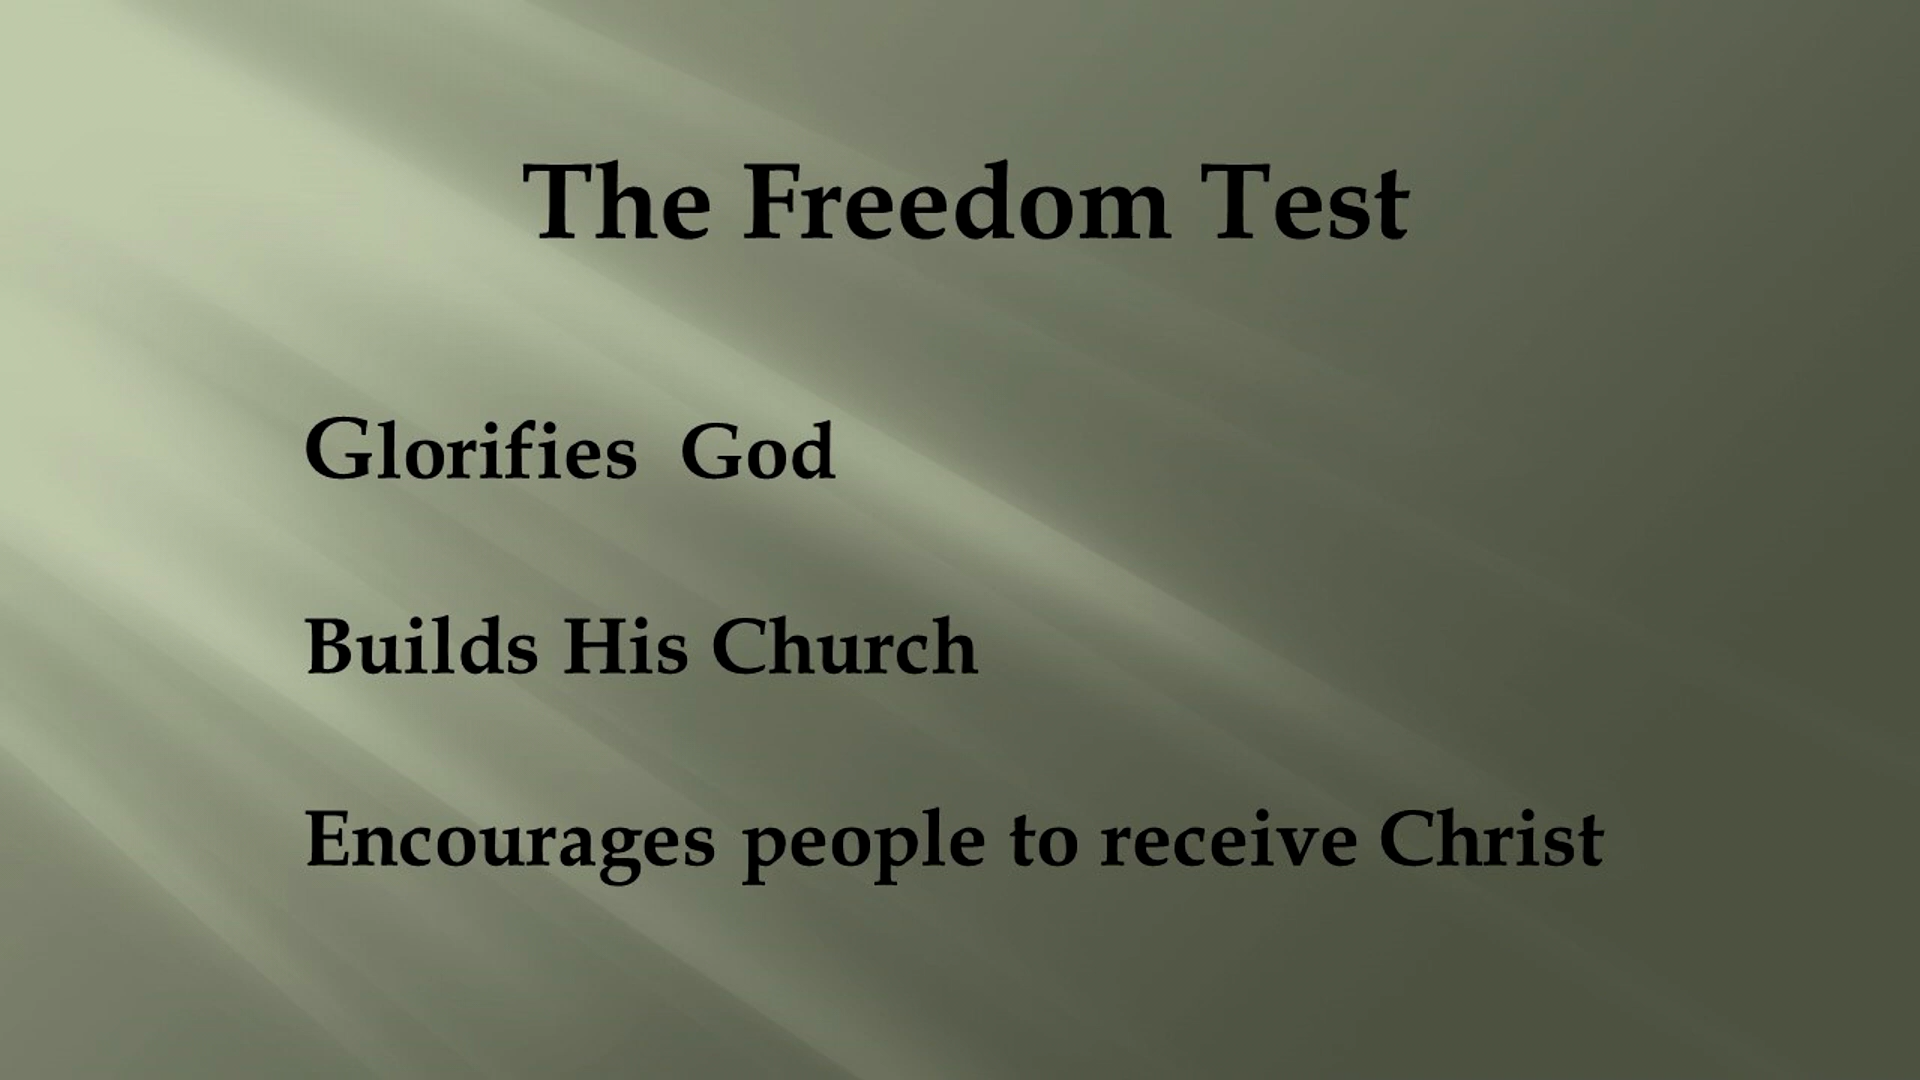 The Freedom Test
Glorifies  God
Builds His Church
Encourages people to receive Christ